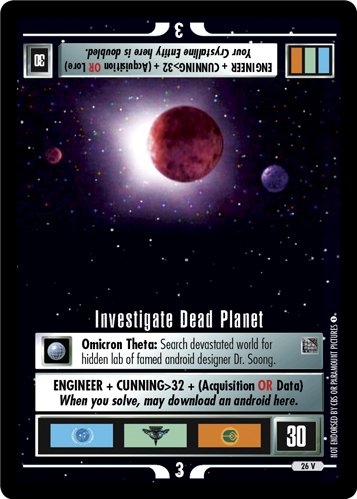 3
ENGINEER + CUNNING>32 + (Acquisition OR Lore)
Your Crystalline Entity here is doubled.
30
Investigate Dead Planet
Omicron Theta: Search devastated world for
hidden lab of famed android designer Dr. Soong.
ENGINEER + CUNNING>32 + (Acquisition OR Data)
When you solve, may download an android here.
30
3
26 V
NOT ENDORSED BY CBS OR PARAMOUNT PICTURES